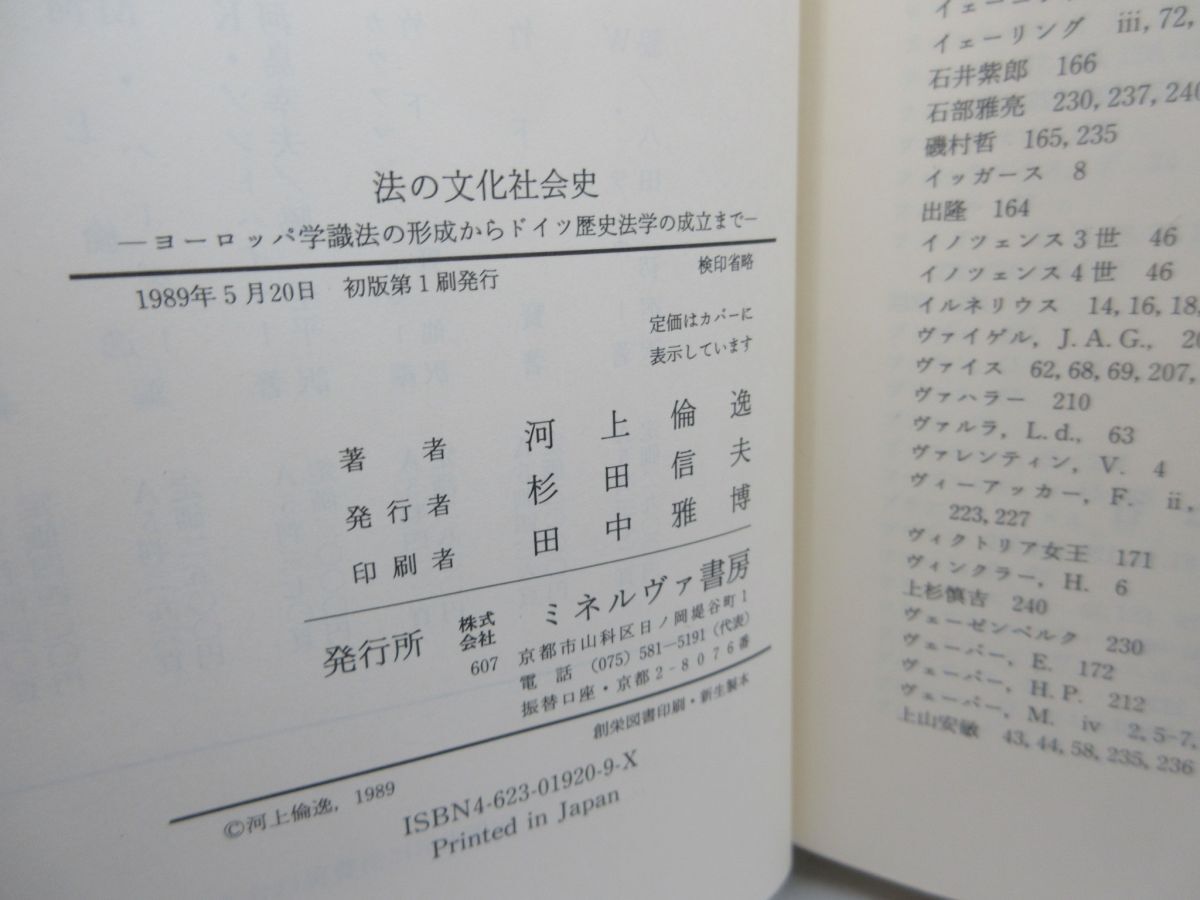 法の文化社会史
―ヨーロッパ学識法の形成からドイツ歴史法学の成立まで―
1989年5月20日 初版第1刷発行
検印省略
定価はカバーに
表示しています
著者 河上倫逸
発行者 杉田信夫
印刷者 田中雅博
発行所 株式会社 ミネルヴァ書房
607 京都市山科区日ノ岡堤谷町1
電話 (075)581―5191(代表)
振替口座・京都2-8076番
創栄図書印刷・新生製本
©河上倫逸, 1989
ISBN4-623-01920-9-X
Printed in Japan
イェーリング iii, 72,
石井紫郎 166
石部雅亮 230, 237, 240
磯村哲 165, 235
イッガース 8
出隆 164
イノツェンス3世 46
イノツェンス4世 46
イルネリウス 14, 16, 18,
ヴァイゲル, J. A. G.,
ヴァイス 62, 68, 69, 207,
ヴァハラー 210
ヴァルラ, L. d., 63
ヴァレンティン, V. 4
ヴィーアッカー, F. ii,
223, 227
ヴィクトリア女王 171
ヴィンクラー, H. 6
上杉慎吉 240
ヴェーゼンベルク 230
ヴェーバー, E. 172
ヴェーバー, H. P. 212
ヴェーバー, M. iv 2, 5-7,
上山安敏 43, 44, 58, 235, 236